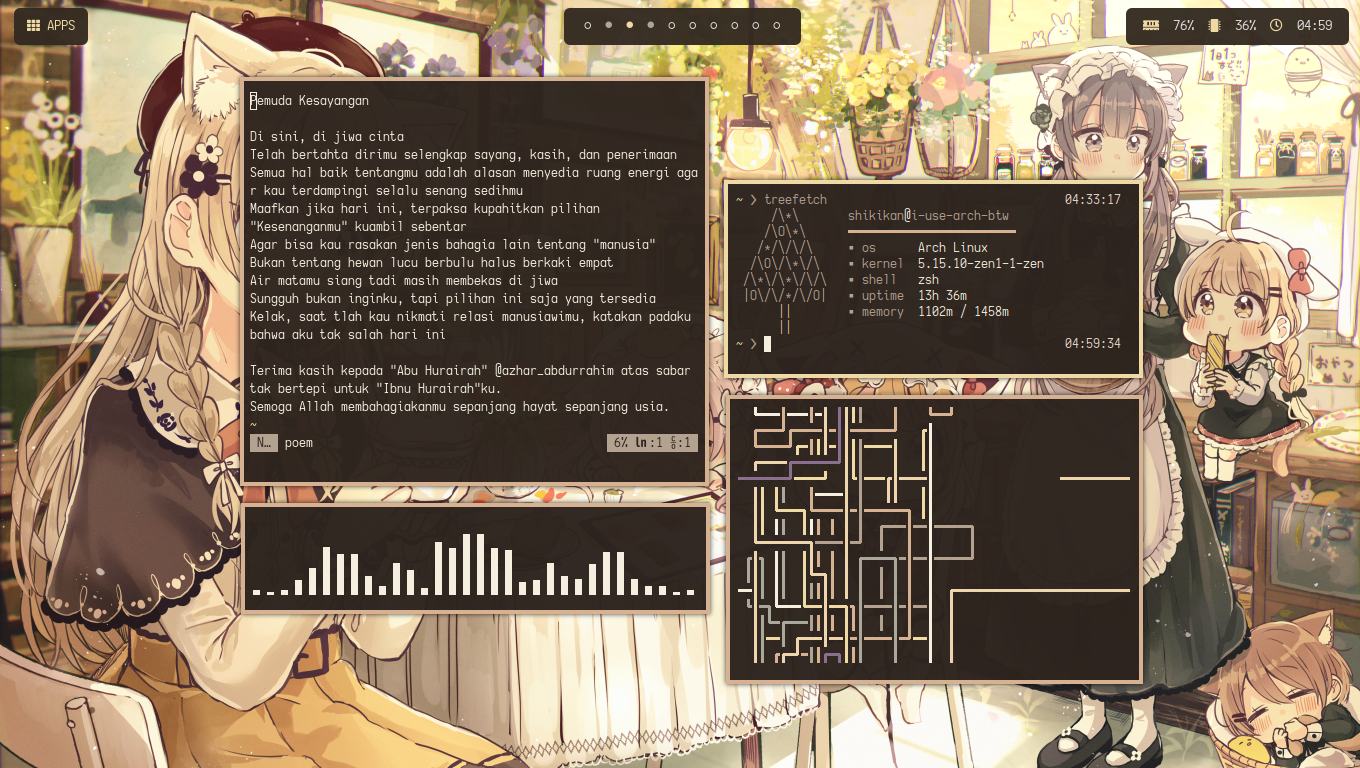 APPS
76% 36% 04:59
Pemuda Kesayangan
Di sini, di jiwa cinta
Telah bertahta dirimu selengkap sayang, kasih, dan penerimaan
Semua hal baik tentangmu adalah alasan menyedia ruang energi aga
r kau terdampingi selalu senang sedihmu
Maafkan jika hari ini, terpaksa kupahitkan pilihan
"Kesenanganmu" kuambil sebentar
Agar bisa kau rasakan jenis bahagia lain tentang "manusia"
Bukan tentang hewan lucu berbulu halus berkaki empat
Air matamu siang tadi masih membekas di jiwa
Sungguh bukan inginku, tapi pilihan ini saja yang tersedia
Kelak, saat tlah kau nikmati relasi manusiawimu, katakan padaku
bahwa aku tak salah hari ini
Terima kasih kepada "Abu Hurairah" @azhar_abdurrahim atas sabar
tak bertepi untuk "Ibnu Hurairah"ku.
Semoga Allah membahagiakanmu sepanjang hayat sepanjang usia.
~
N… poem 6% ln:1 co:1
~ ❯ treefetch 04:33:17
shikikan@i-use-arch-btw
▪ os Arch Linux
▪ kernel 5.15.10-zen1-1-zen
▪ shell zsh
▪ uptime 13h 36m
▪ memory 1102m / 1458m
~ ❯ 04:59:34
おやつ